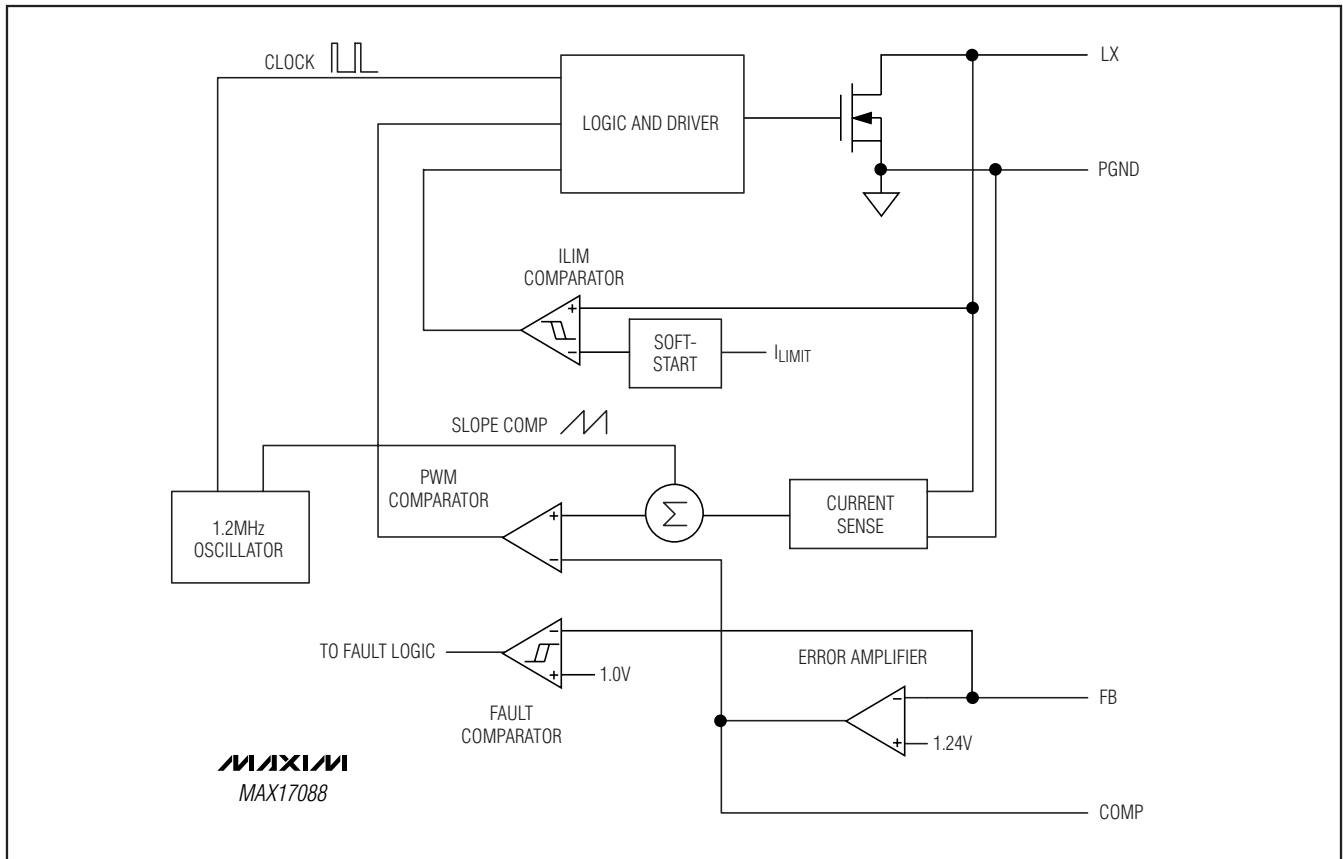 CLOCK
LX
LOGIC AND DRIVER
PGND
ILIM
COMPARATOR
+
−
SOFT-
START
ILIMIT
SLOPE COMP
PWM
COMPARATOR
+
−
Σ
CURRENT
SENSE
1.2MHz
OSCILLATOR
TO FAULT LOGIC
−
+
1.0V
FAULT
COMPARATOR
ERROR AMPLIFIER
−
+
1.24V
FB
COMP
MAXIM
MAX17088